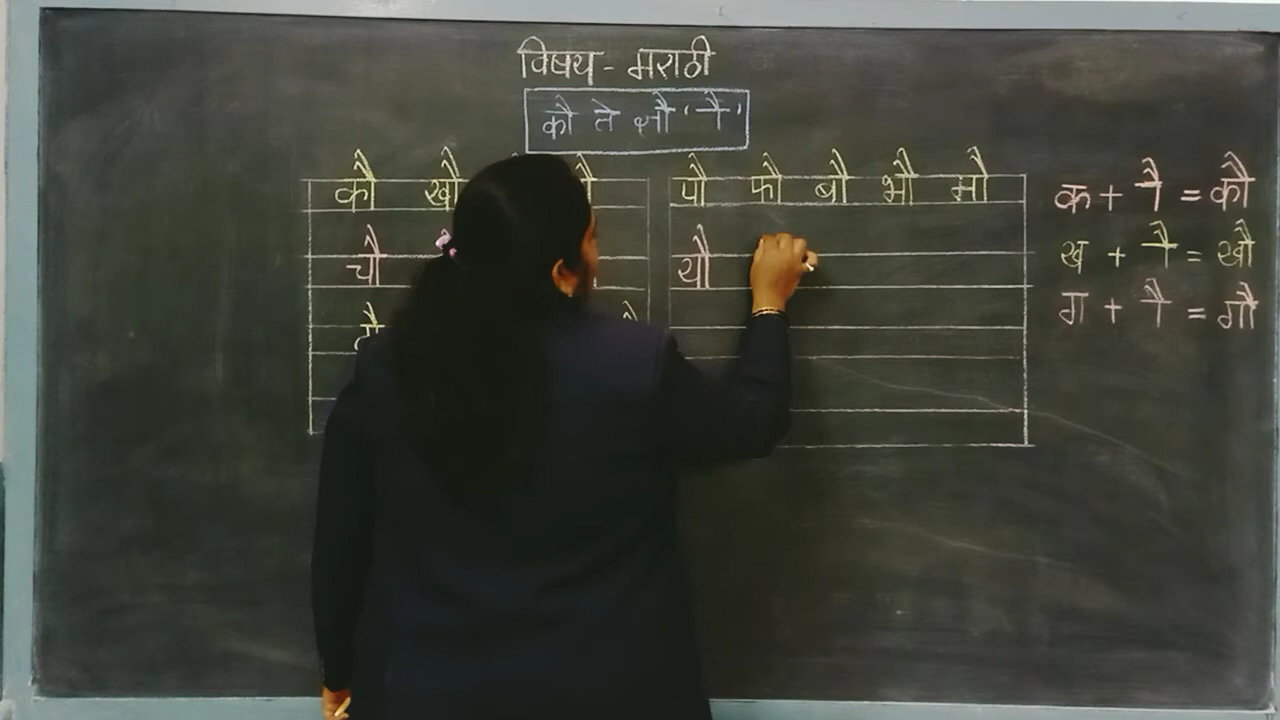 विषय - मराठी
कौ ते क्षौ 'ौ'
कौ खौ पौ फौ बौ भौ मौ
चौ यौ
क + ौ = कौ
ख + ौ = खौ
ग + ौ = गौ